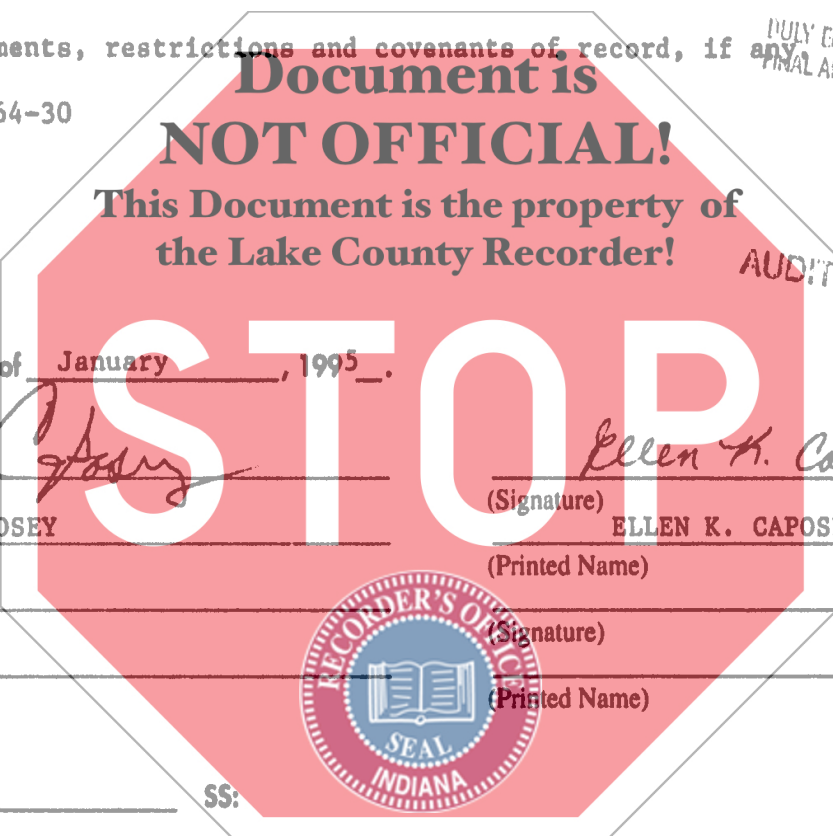 ments, restrictions and covenants of record, if any.
Document is
64-30
NOT OFFICIAL!
This Document is the property of
the Lake County Recorder!
AUDIT
STOP
of January, 1995.
Ellen K. Ca
(Signature)
OSEY
ELLEN K. CAPOS
(Printed Name)
(Signature)
(Printed Name)
RECORDER'S OFFICE
SEAL
INDIANA
SS: